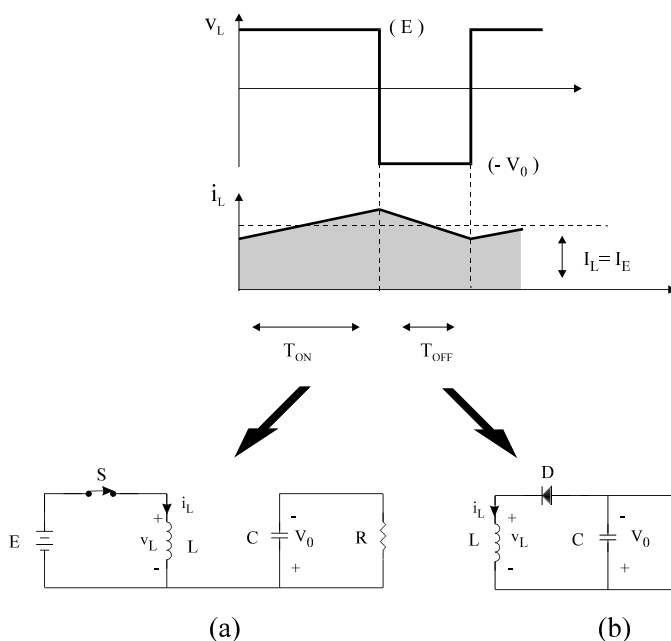 v_L
( E )
(- V_0 )
i_L
I_L = I_E
T_ON
T_OFF
S
D
i_L
i_L
+
-
+
-
E
v_L
L
C
V_0
R
L
v_L
C
V_0
-
+
-
+
(a)
(b)